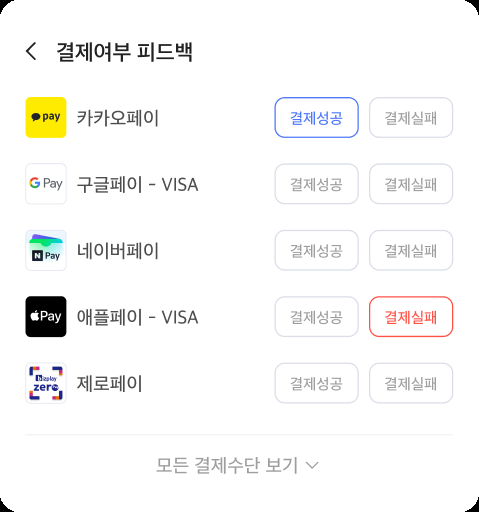 결제여부 피드백
pay 카카오페이 결제성공 결제실패
G Pay 구글페이 - VISA 결제성공 결제실패
N Pay 네이버페이 결제성공 결제실패
Pay 애플페이 - VISA 결제성공 결제실패
bizplay
zero 제로페이 결제성공 결제실패
모든 결제수단 보기